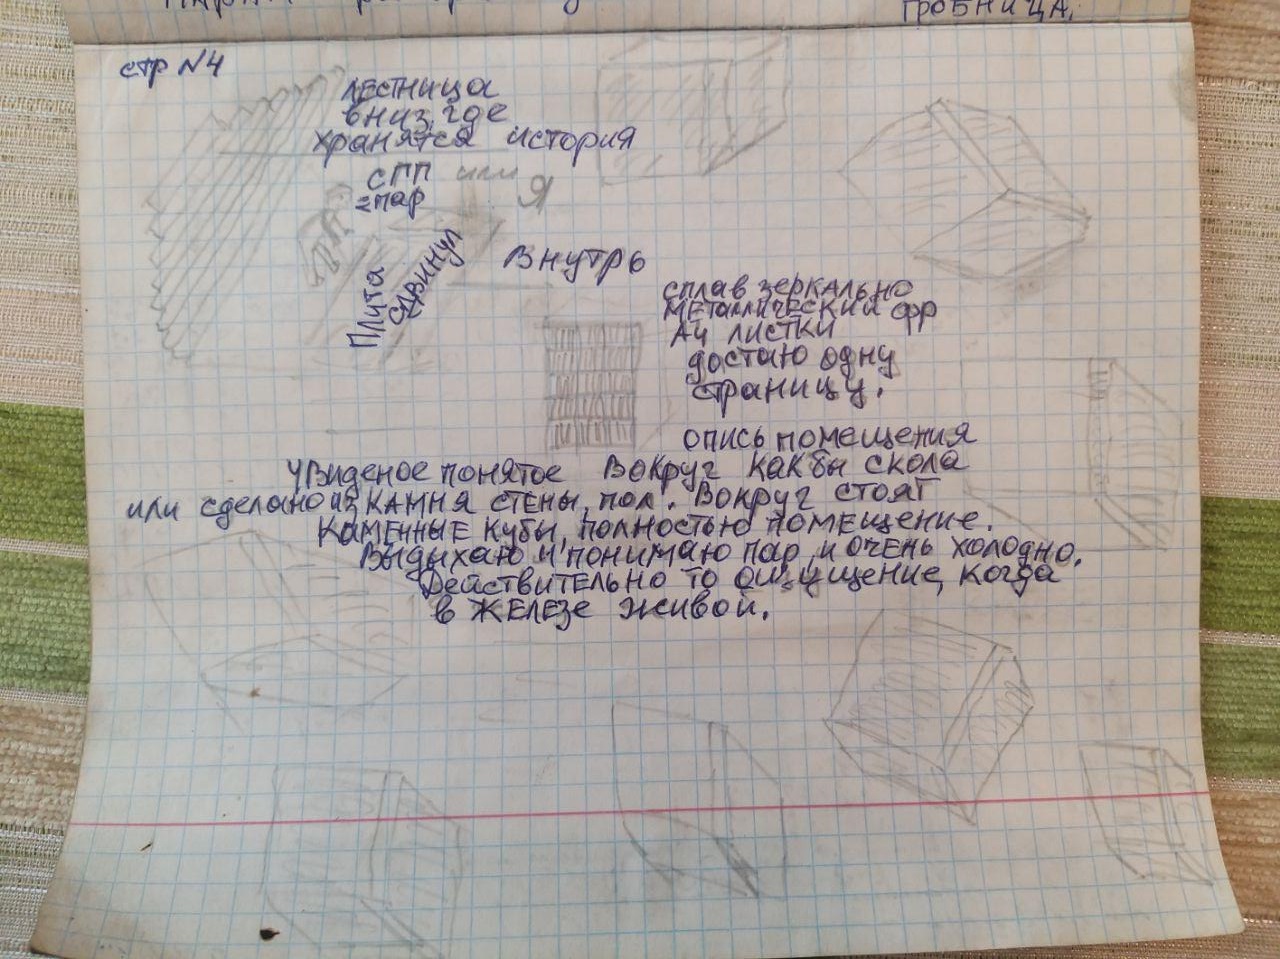 ГРОБНИЦА.
стр №4
ЛЕСТНИЦА
вниз, где
хранятся история
СПП или Я
=пар
Плита
сдвинул
Внутрь
сплав зеркально
металлический фр
А4 листки
достаю одну
страницу.
опись помещения
увиденое понятое Вокруг как бы скола
или сделано из камня стены, пол. Вокруг стоят
Каменные кубы, полностью помещение.
Выдыхаю и понимаю пар, и очень холодно.
Действительно то ощущение, когда
в железе живой.